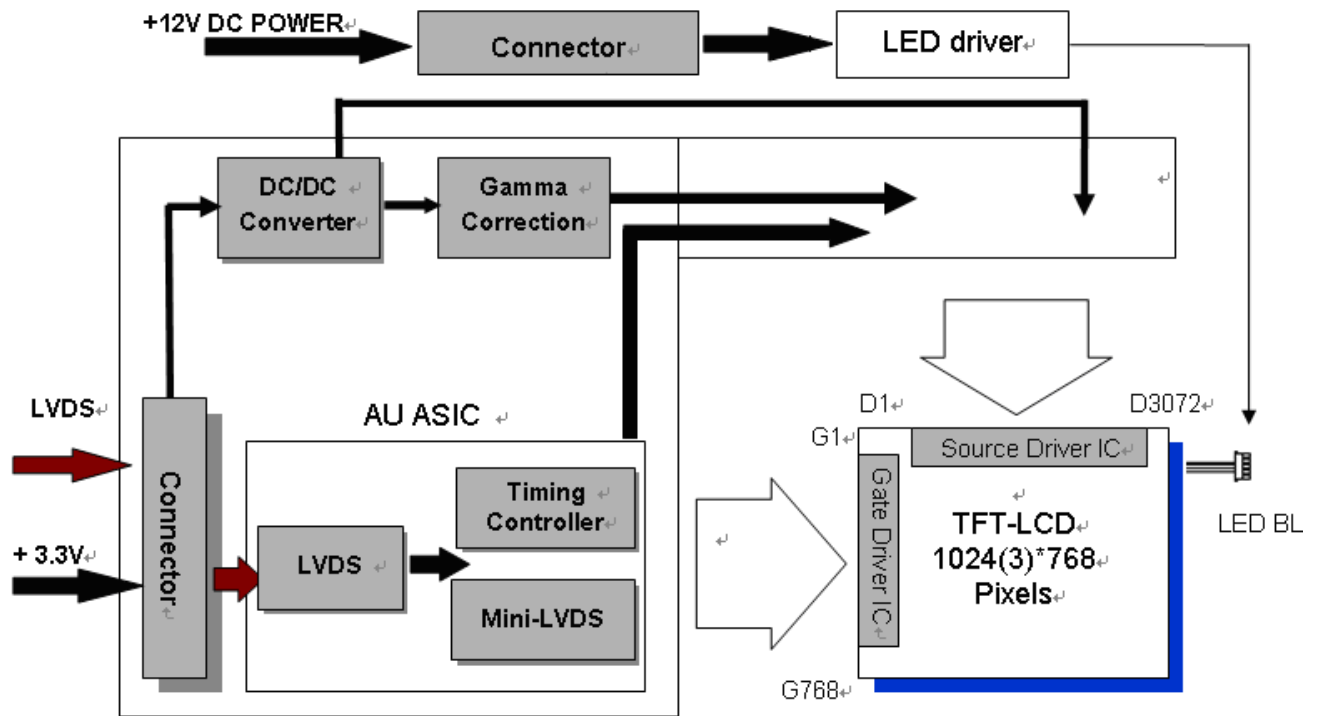 +12V DC POWER
Connector
LED driver
DC/DC
Converter
Gamma
Correction
LVDS
AU ASIC
+ 3.3V
Connector
LVDS
Timing
Controller
Mini-LVDS
D1
D3072
G1
Source Driver IC
Gate Driver IC
TFT-LCD
1024(3)*768
Pixels
G768
LED BL